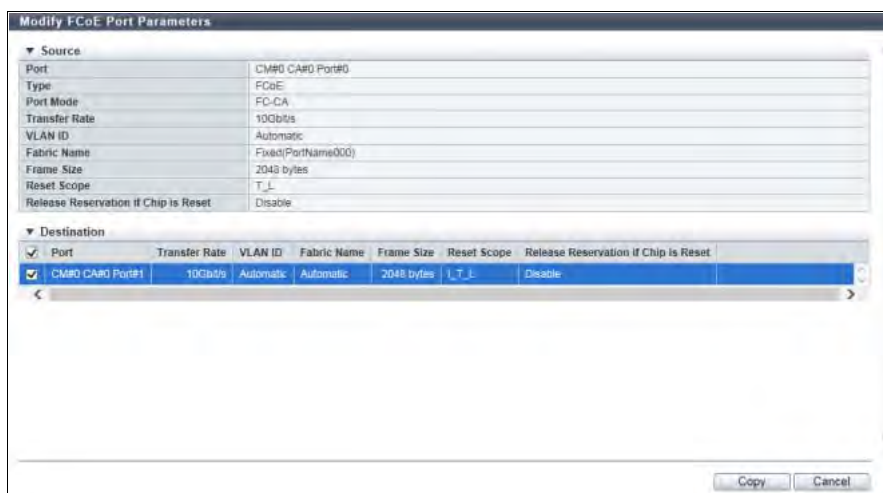 Modify FCoE Port Parameters
▼ Source
Port CM#0 CA#0 Port#0
Type FCoE
Port Mode FC-CA
Transfer Rate 10Gbit/s
VLAN ID Automatic
Fabric Name Fixed(PortName000)
Frame Size 2048 bytes
Reset Scope T_L
Release Reservation if Chip is Reset Disable
▼ Destination
Port Transfer Rate VLAN ID Fabric Name Frame Size Reset Scope Release Reservation if Chip is Reset
CM#0 CA#0 Port#1 10Gbit/s Automatic Automatic 2048 bytes I_T_L Disable
Copy Cancel